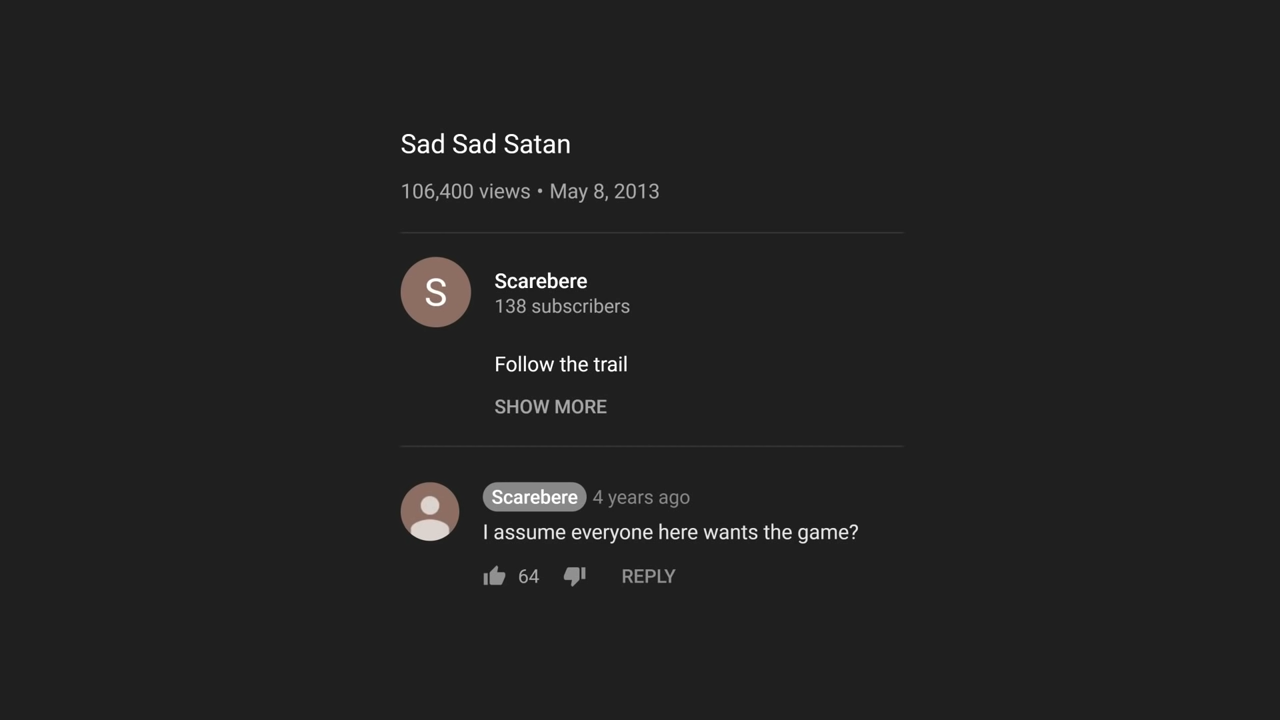 Sad Sad Satan
106,400 views • May 8, 2013
S
Scarebere
138 subscribers
Follow the trail
SHOW MORE
Scarebere 4 years ago
I assume everyone here wants the game?
64 REPLY